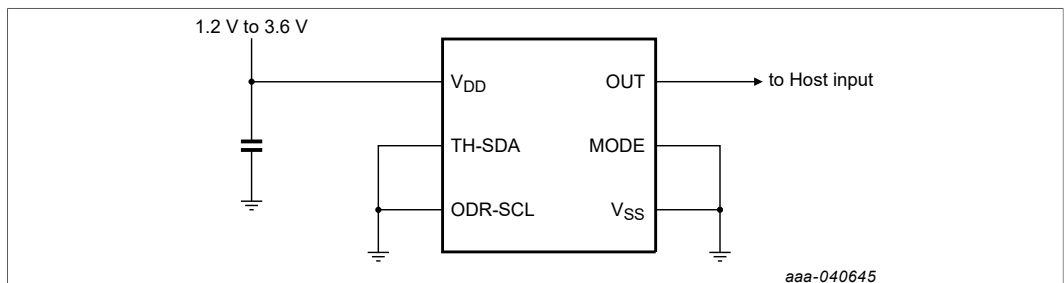 1.2 V to 3.6 V
VDD
OUT
to Host input
TH-SDA
MODE
ODR-SCL
VSS
aaa-040645